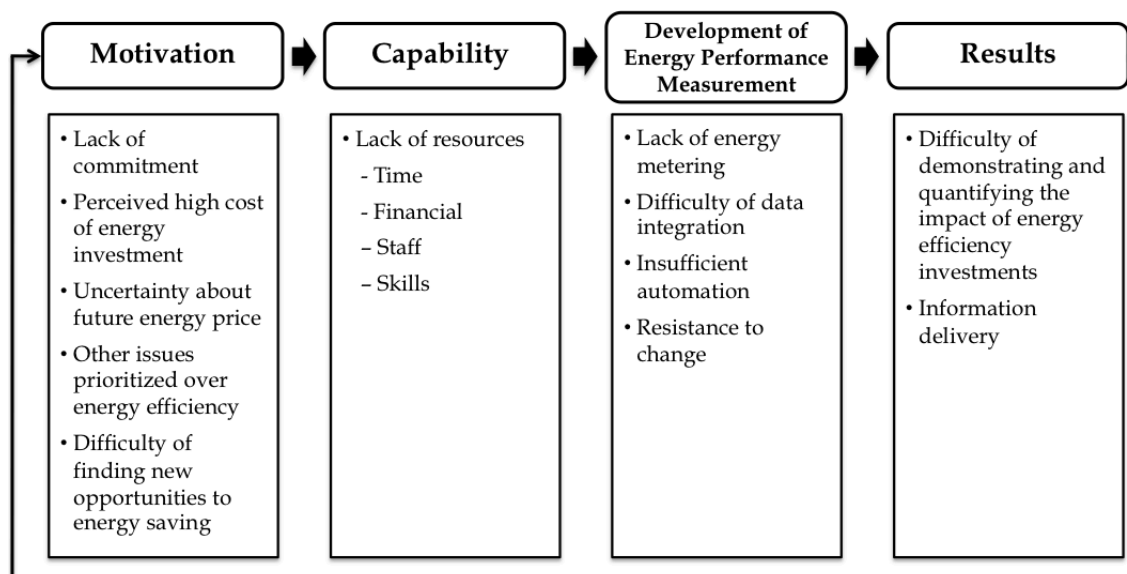 Motivation
Capability
Development of
Energy Performance
Measurement
Results
• Lack of
commitment
• Perceived high cost
of energy
investment
• Uncertainty about
future energy price
• Other issues
prioritized over
energy efficiency
• Difficulty of
finding new
opportunities to
energy saving
• Lack of resources
- Time
- Financial
– Staff
– Skills
• Lack of energy
metering
• Difficulty of data
integration
• Insufficient
automation
• Resistance to
change
• Difficulty of
demonstrating and
quantifying the
impact of energy
efficiency
investments
• Information
delivery